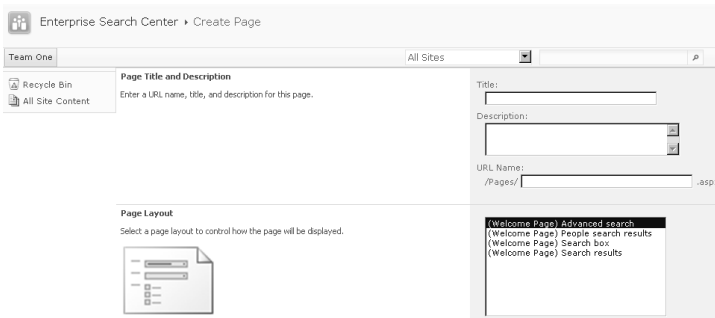 Enterprise Search Center ▸ Create Page
Team One
All Sites
Recycle Bin
All Site Content
Page Title and Description
Enter a URL name, title, and description for this page.
Title:
Description:
URL Name:
/Pages/ .asp
Page Layout
Select a page layout to control how the page will be displayed.
(Welcome Page) Advanced search
(Welcome Page) People search results
(Welcome Page) Search box
(Welcome Page) Search results